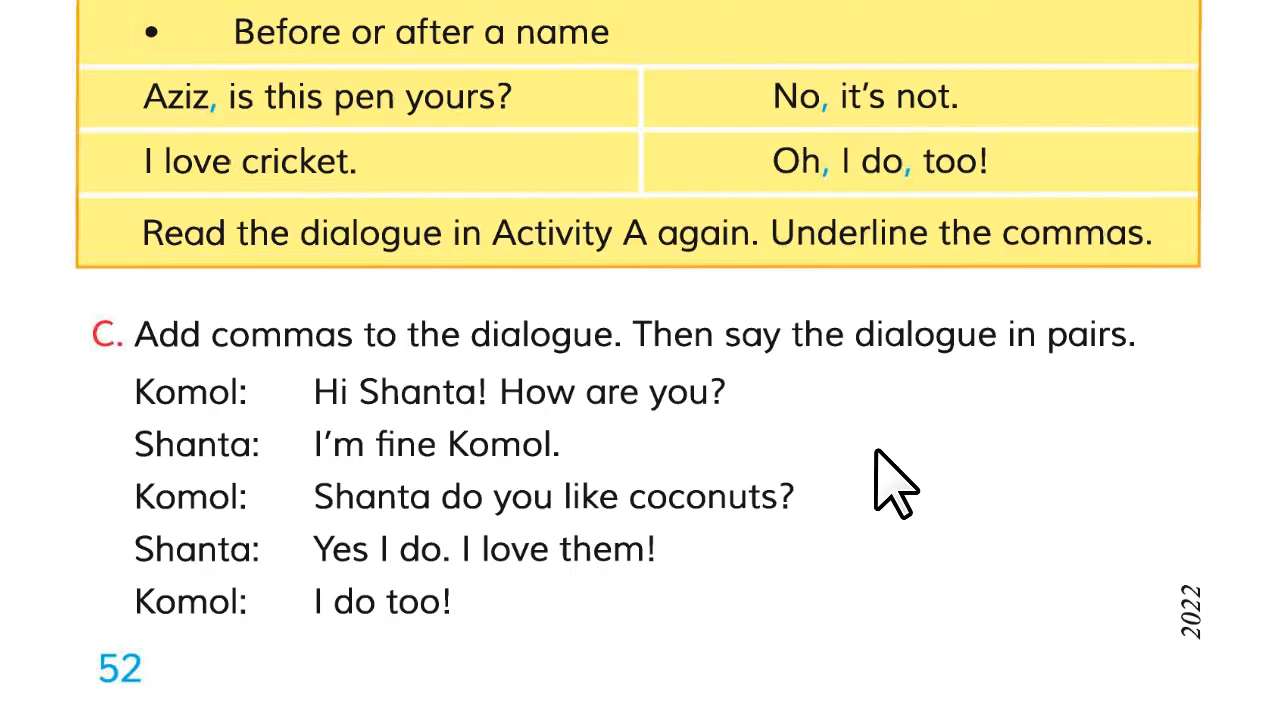 • Before or after a name
Aziz, is this pen yours? No, it's not.
I love cricket. Oh, I do, too!
Read the dialogue in Activity A again. Underline the commas.
C. Add commas to the dialogue. Then say the dialogue in pairs.
Komol: Hi Shanta! How are you?
Shanta: I'm fine Komol.
Komol: Shanta do you like coconuts?
Shanta: Yes I do. I love them!
Komol: I do too!
2022
52